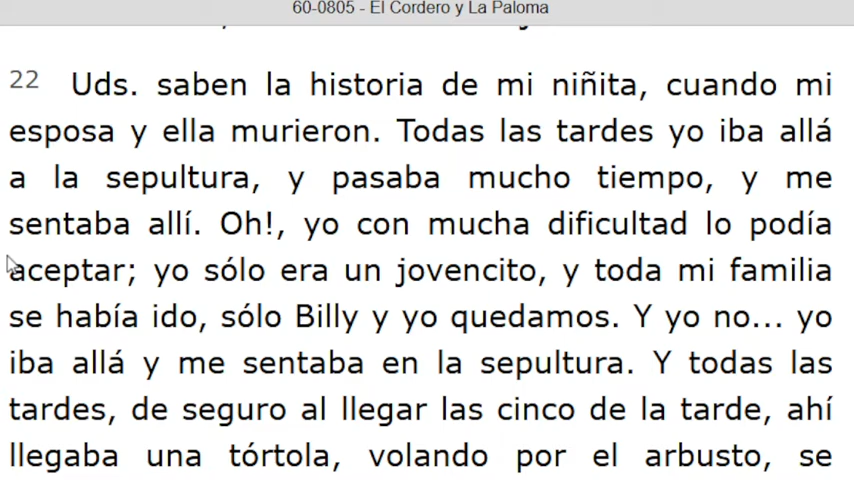 60-0805 - El Cordero y La Paloma
22 Uds. saben la historia de mi niñita, cuando mi
esposa y ella murieron. Todas las tardes yo iba allá
a la sepultura, y pasaba mucho tiempo, y me
sentaba allí. Oh!, yo con mucha dificultad lo podía
aceptar; yo sólo era un jovencito, y toda mi familia
se había ido, sólo Billy y yo quedamos. Y yo no... yo
iba allá y me sentaba en la sepultura. Y todas las
tardes, de seguro al llegar las cinco de la tarde, ahí
llegaba una tórtola, volando por el arbusto, se